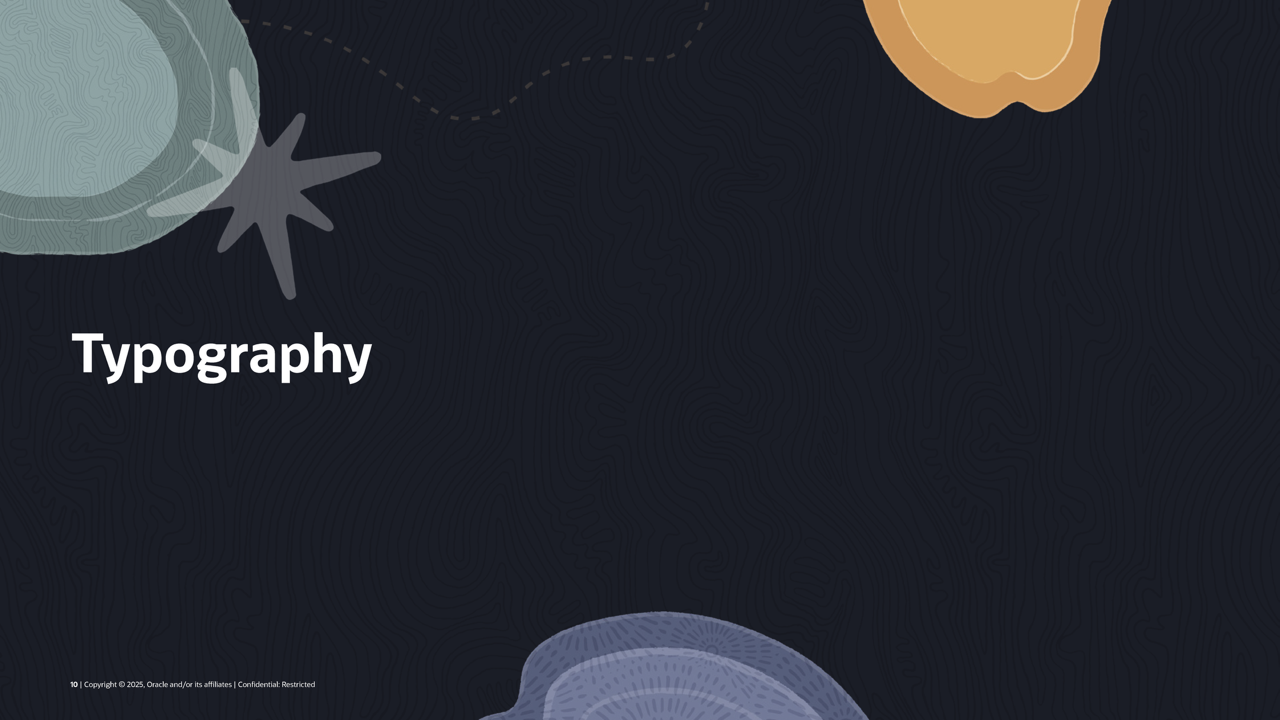 Typography
10 | Copyright © 2025, Oracle and/or its affiliates | Confidential: Restricted